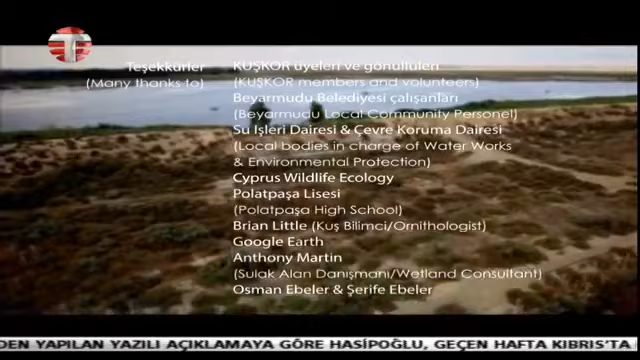 Teşekkürler
(Many thanks to)
KUŞKOR üyeleri ve gönüllüleri
(KUŞKOR members and volunteers)
Beyarmudu Belediyesi çalışanları
(Beyarmudu Local Community Personel)
Su İşleri Dairesi & Çevre Koruma Dairesi
(Local bodies in charge of Water Works
& Environmental Protection)
Cyprus Wildlife Ecology
Polatpaşa Lisesi
(Polatpaşa High School)
Brian Little (Kuş Bilimci/Ornithologist)
Google Earth
Anthony Martin
(Sulak Alan Danışmanı/Wetland Consultant)
Osman Ebeler & Şerife Ebeler
DEN YAPILAN YAZILI AÇIKLAMAYA GÖRE HASİPOĞLU, GEÇEN HAFTA KIBRIS'TA